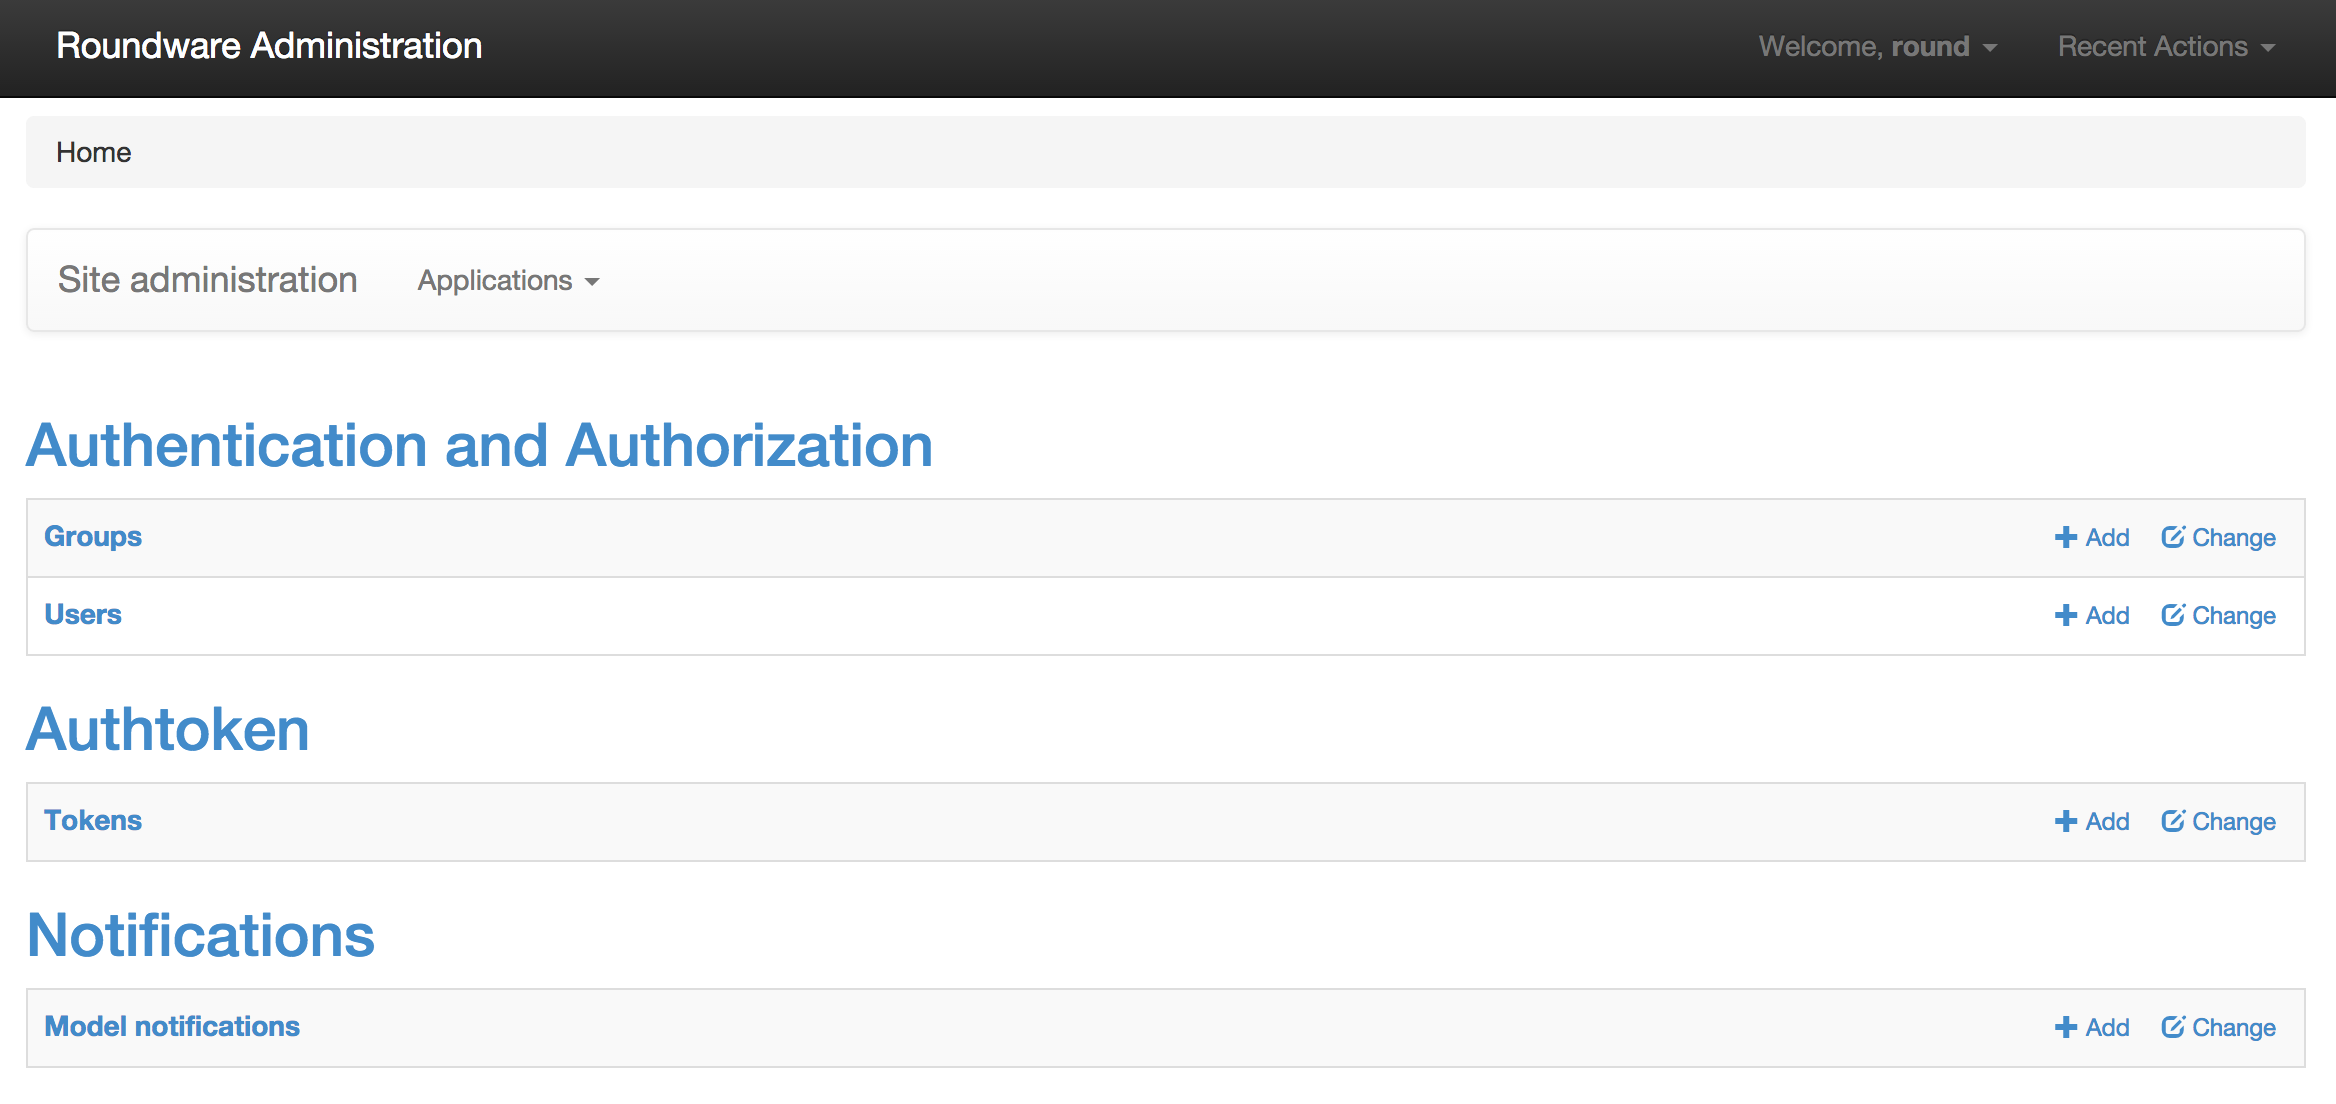 Roundware Administration Welcome, round Recent Actions
Home
Site administration Applications
Authentication and Authorization
Groups Add Change
Users Add Change
Authtoken
Tokens Add Change
Notifications
Model notifications Add Change